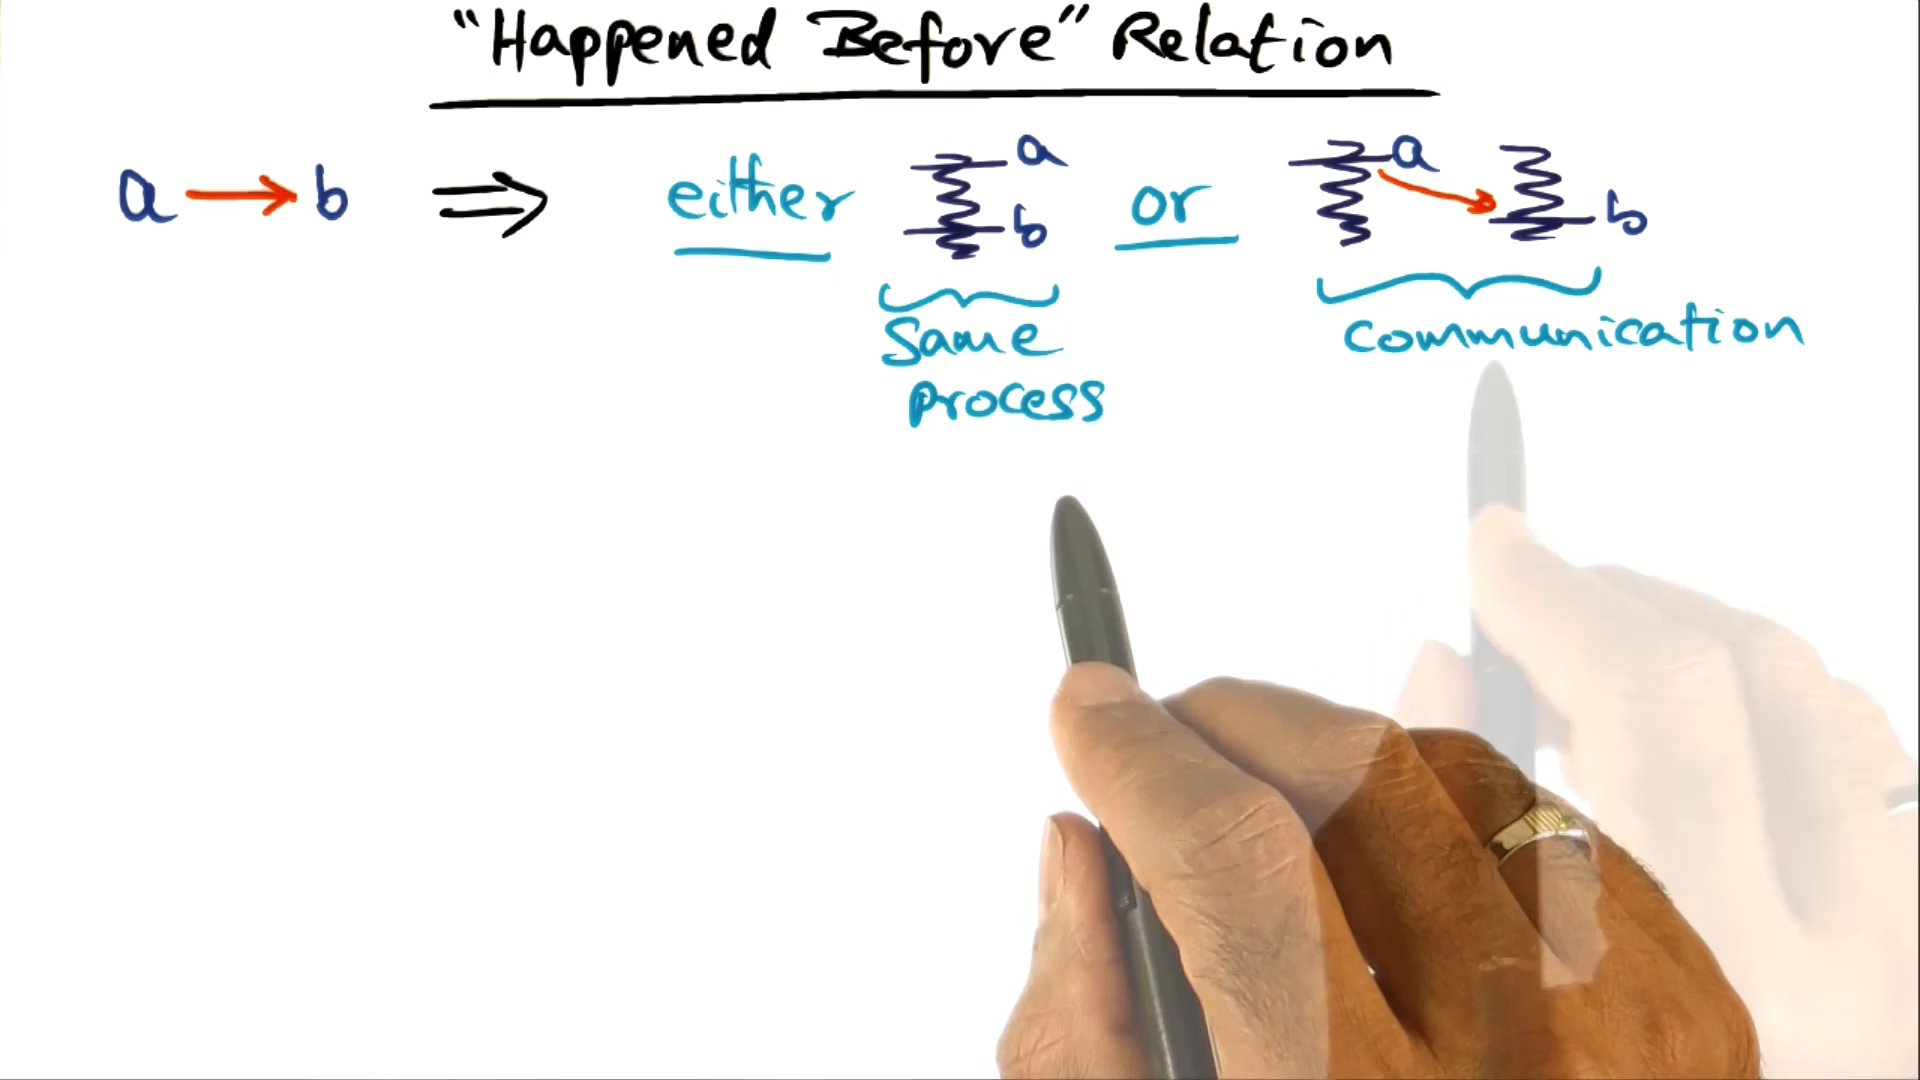 "Happened Before" Relation
a → b ⇒ either a b or a b
Same process
Communication